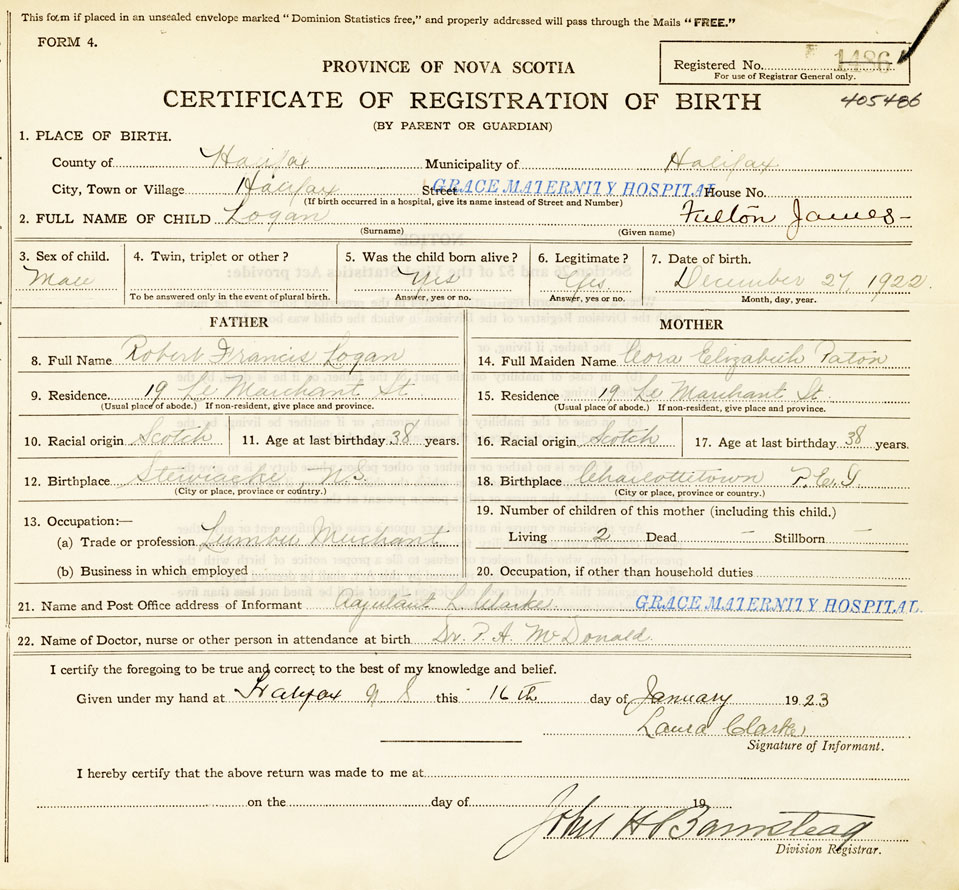 This form if placed in an unsealed envelope marked "Dominion Statistics free," and properly addressed will pass through the Mails "FREE."
FORM 4.
Registered No. 1486
For use of Registrar General only.
PROVINCE OF NOVA SCOTIA
CERTIFICATE OF REGISTRATION OF BIRTH
405486
(BY PARENT OR GUARDIAN)
1. PLACE OF BIRTH.
County of Halifax Municipality of Halifax
City, Town or Village Halifax Street GRACE MATERNITY HOSPITAL House No.
(If birth occurred in a hospital, give its name instead of Street and Number)
2. FULL NAME OF CHILD Logan Fulton James-
(Surname) (Given name)
3. Sex of child. 4. Twin, triplet or other? 5. Was the child born alive? 6. Legitimate? 7. Date of birth.
Male Yes Yes. December 27, 1922.
To be answered only in the event of plural birth. Answer, yes or no. Answer, yes or no. Month, day, year.
FATHER MOTHER
8. Full Name Robert Francis Logan 14. Full Maiden Name Cora Elizabeth Paton
9. Residence. 19 Le Marchant St 15. Residence 19 Le Marchant St.
(Usual place of abode.) If non-resident, give place and province. (Usual place of abode.) If non-resident, give place and province.
10. Racial origin Scotch 11. Age at last birthday 38 years. 16. Racial origin Scotch 17. Age at last birthday 38 years.
12. Birthplace Stewiacke N.S. 18. Birthplace Charlottetown P.E.I
(City or place, province or country.) (City or place, province or country.)
13. Occupation:— 19. Number of children of this mother (including this child.)
(a) Trade or profession Lumber Merchant Living 2 Dead — Stillborn —
(b) Business in which employed 20. Occupation, if other than household duties
21. Name and Post Office address of Informant Adjutant L. Clarke. GRACE MATERNITY HOSPITAL.
22. Name of Doctor, nurse or other person in attendance at birth Dr. P. A. McDonald.
I certify the foregoing to be true and correct to the best of my knowledge and belief.
Given under my hand at Halifax N S this 16th day of January 1923
Laura Clarke
Signature of Informant.
I hereby certify that the above return was made to me at
on the day of 19
John H Barnstead
Division Registrar.